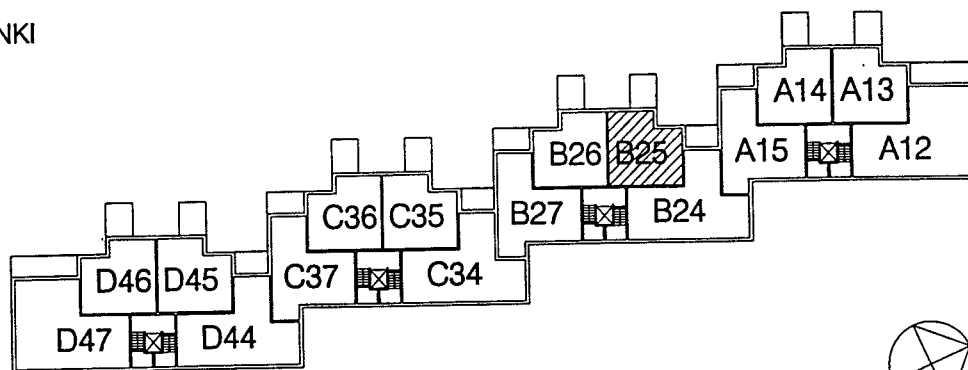 NKI
A14 A13
A15 A12
B26 B25
B27 B24
C36 C35
C37 C34
D46 D45
D47 D44